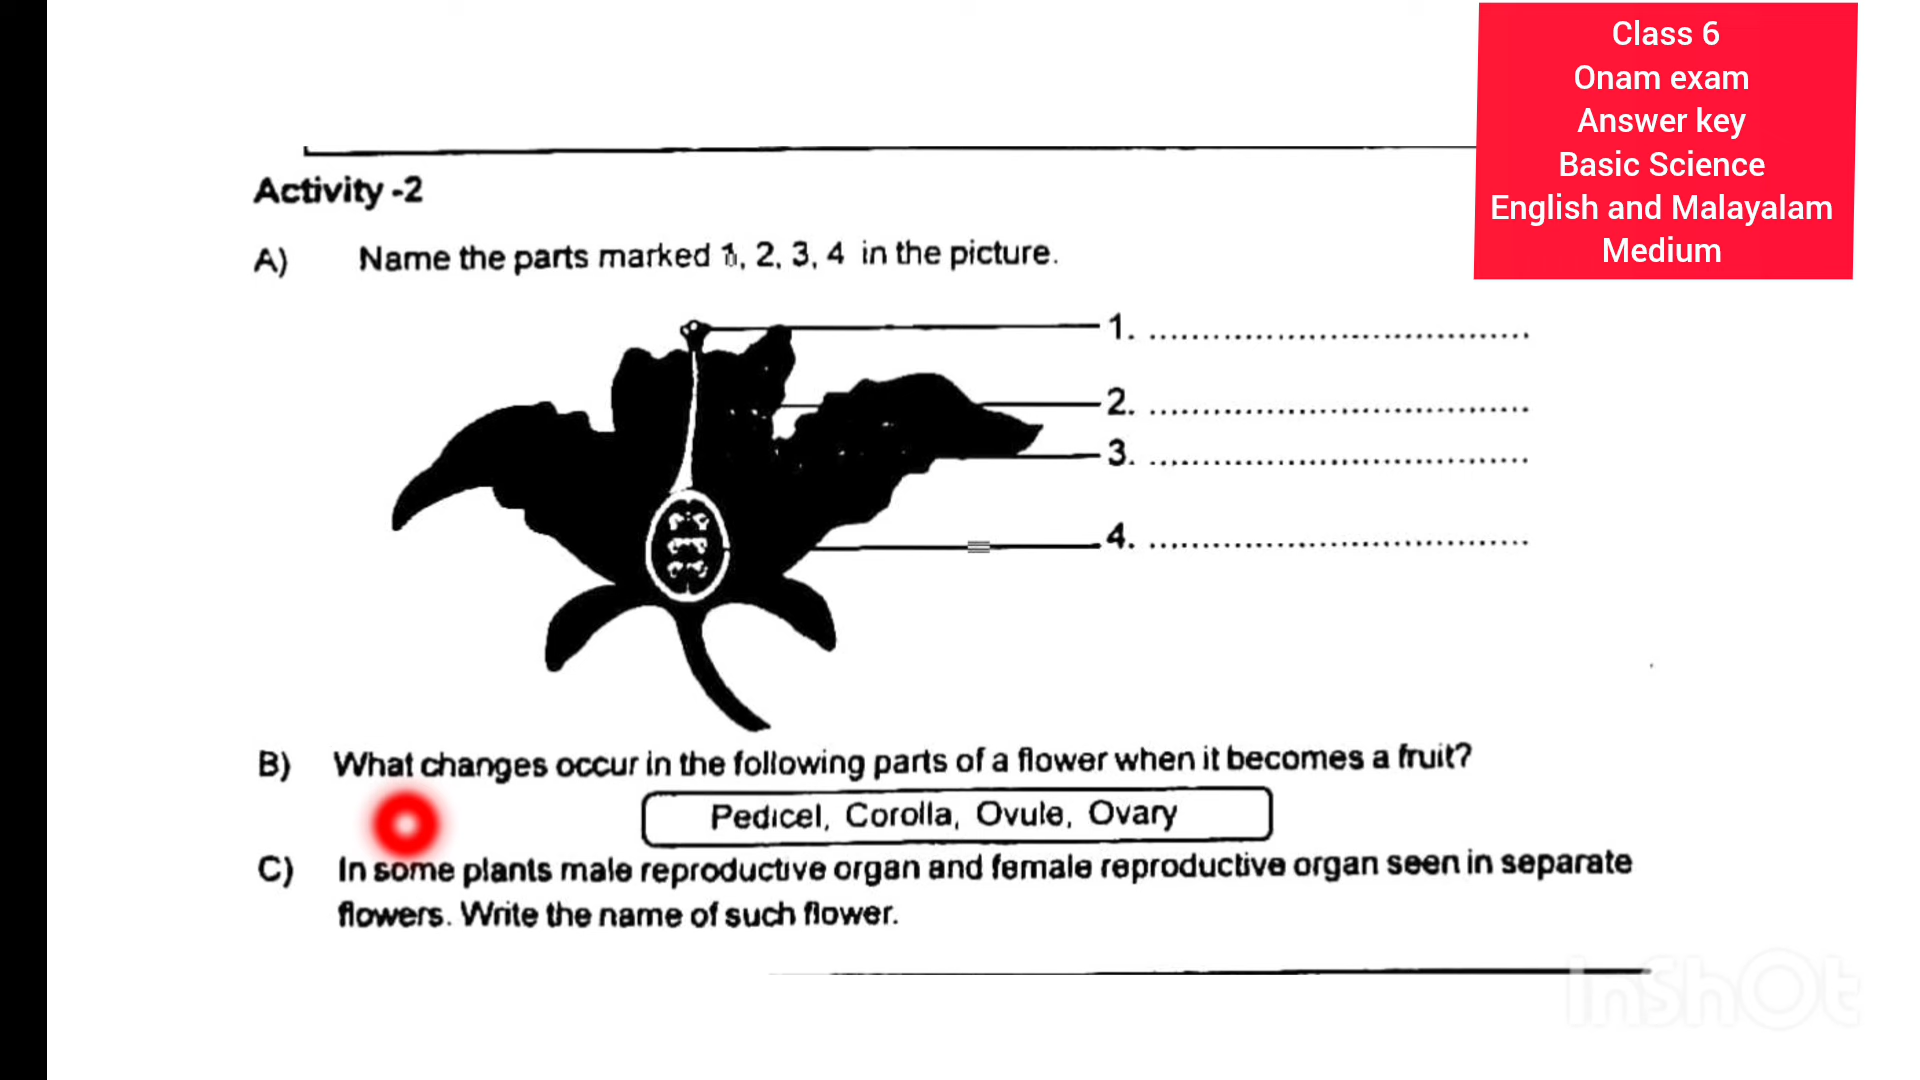 Class 6
Onam exam
Answer key
Basic Science
English and Malayalam
Medium
Activity -2
A) Name the parts marked 1, 2, 3, 4 in the picture.
1. ....................................
2. ....................................
3. ....................................
4. ....................................
B) What changes occur in the following parts of a flower when it becomes a fruit?
Pedicel, Corolla, Ovule, Ovary
C) In some plants male reproductive organ and female reproductive organ seen in separate
flowers. Write the name of such flower.
InShOt